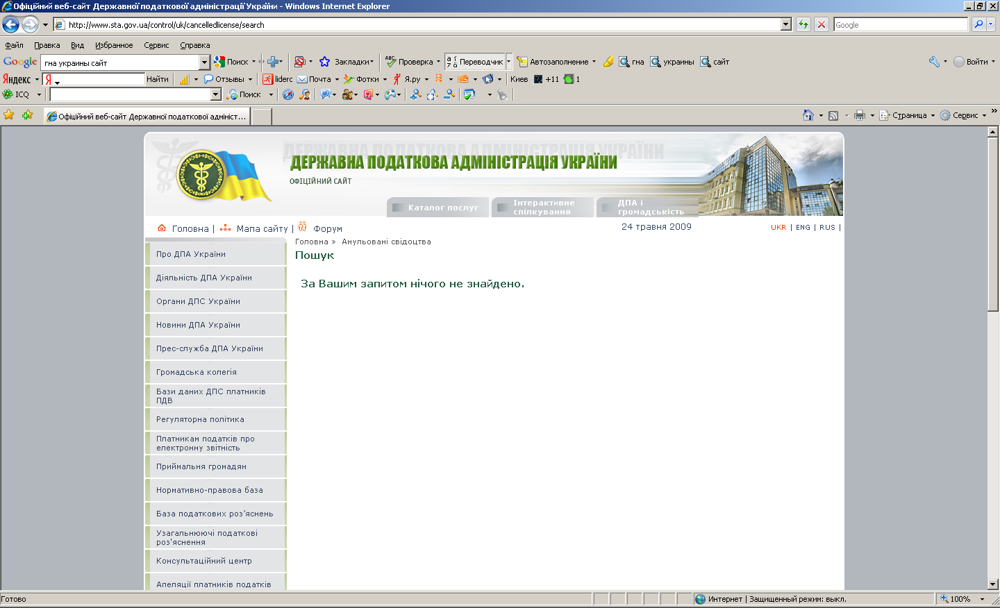 Офіційний веб-сайт Державної податкової адміністрації України - Windows Internet Explorer
http://www.sta.gov.ua/control/uk/cancelledlicense/search
Google
Файл Правка Вид Избранное Сервис Справка
Google гна украины сайт Поиск Закладки ABC Проверка Переводчик Автозаполнение гна украины сайт Войти
Яндекс Я Найти Отзывы liderc Почта Фотки Я.ру Киев +11 1
ICQ Поиск
Офіційний веб-сайт Державної податкової адмініст... Страница Сервис
ДЕРЖАВНА ПОДАТКОВА АДМІНІСТРАЦІЯ УКРАЇНИ
ДЕРЖАВНА ПОДАТКОВА АДМІНІСТРАЦІЯ УКРАЇНИ
ОФІЦІЙНИЙ САЙТ
Каталог послуг
Інтерактивне
спілкування
ДПА і
громадськість
Головна | Мапа сайту | Форум
24 травня 2009
UKR | ENG | RUS |
Головна » Анульовані свідоцтва
Пошук
За Вашим запитом нічого не знайдено.
Про ДПА України
Діяльність ДПА України
Органи ДПС України
Новини ДПА України
Прес-служба ДПА України
Громадська колегія
Бази даних ДПС платників
ПДВ
Регуляторна політика
Платникам податків про
електронну звітність
Приймальня громадян
Нормативно-правова база
База податкових роз’яснень
Узагальнюючі податкові
роз'яснення
Консультаційний центр
Апеляції платників податків
Готово
Интернет | Защищенный режим: выкл.
100%